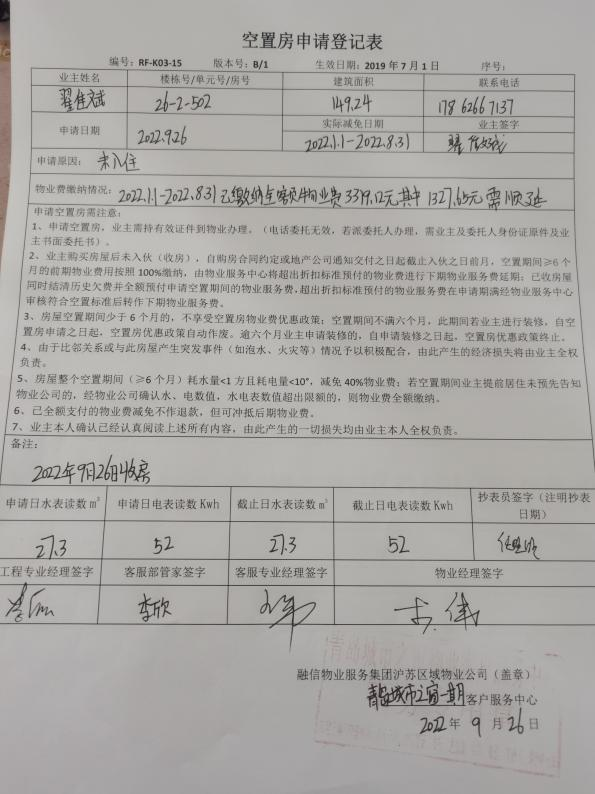 空置房申请登记表
编号：RF-K03-15 版本号：B/1 生效日期：2019 年 7 月 1 日 序号：
业主姓名 楼栋号/单元号/房号 建筑面积 联系电话
翟佳斌 26-2-502 149.24 17862667137
申请日期 2022.9.26 实际减免日期 业主签字
2022.1.1-2022.8.31
申请原因：未入住
物业费缴纳情况：2022.1.1-2022.8.31已缴纳全额物业费3319.12元其中1327.65元需顺延
申请空置房需注意：
1、申请空置房，业主需持有效证件到物业办理。（电话委托无效，若派委托人办理，需业主及委托人身份证原件及业
主书面委托书）。
2、业主购买房屋后未入伙（收房），自购房合同约定或地产公司通知交付之日起截止入伙之日前月，空置期间≥6 个
月的前期物业费用按照 100%缴纳，由物业服务中心将超出折扣标准预付的物业费进行下期物业服务费延期；已收房屋
同时结清历史欠费并全额预付申请空置期间的物业服务费,超出折扣标准预付的物业服务费在申请期满经物业服务中心
审核符合空置标准后转作下期物业服务费。
3、房屋空置期间少于 6 个月的，不享受空置房物业费优惠政策；空置期间不满六个月，此期间若业主进行装修，自空
置房申请之日起，空置房优惠政策自动作废。逾六个月业主申请装修的，自申请装修之日起，空置房优惠政策终止。
4、由于比邻关系或与此房屋产生突发事件（如泡水、火灾等）情况予以积极配合，由此产生的经济损失将由业主全权
负责。
5、房屋整个空置期间（≥6 个月）耗水量<1 方且耗电量<10°，减免 40%物业费；若空置期间业主提前居住未预先告知
物业公司的，经物业公司确认水、电数值，水电表数值超出限额的，则物业费全额缴纳。
6、已全额支付的物业费减免不作退款，但可冲抵后期物业费。
7、业主本人确认已经认真阅读上述所有内容，由此产生的一切损失均由业主本人全权负责。
备注：
2022年9月26日收房
申请日水表读数 m³ 申请日电表读数 Kwh 截止日水表读数 m³ 截止日电表读数 Kwh 抄表员签字（注明抄表
日期）
27.3 52 27.3 52
工程专业经理签字 客服部管家签字 客服专业经理签字 物业经理签字
李欣
融信物业服务集团沪苏区域物业公司（盖章）
青岛城市之窗一期客户服务中心
2022 年 9 月 26 日